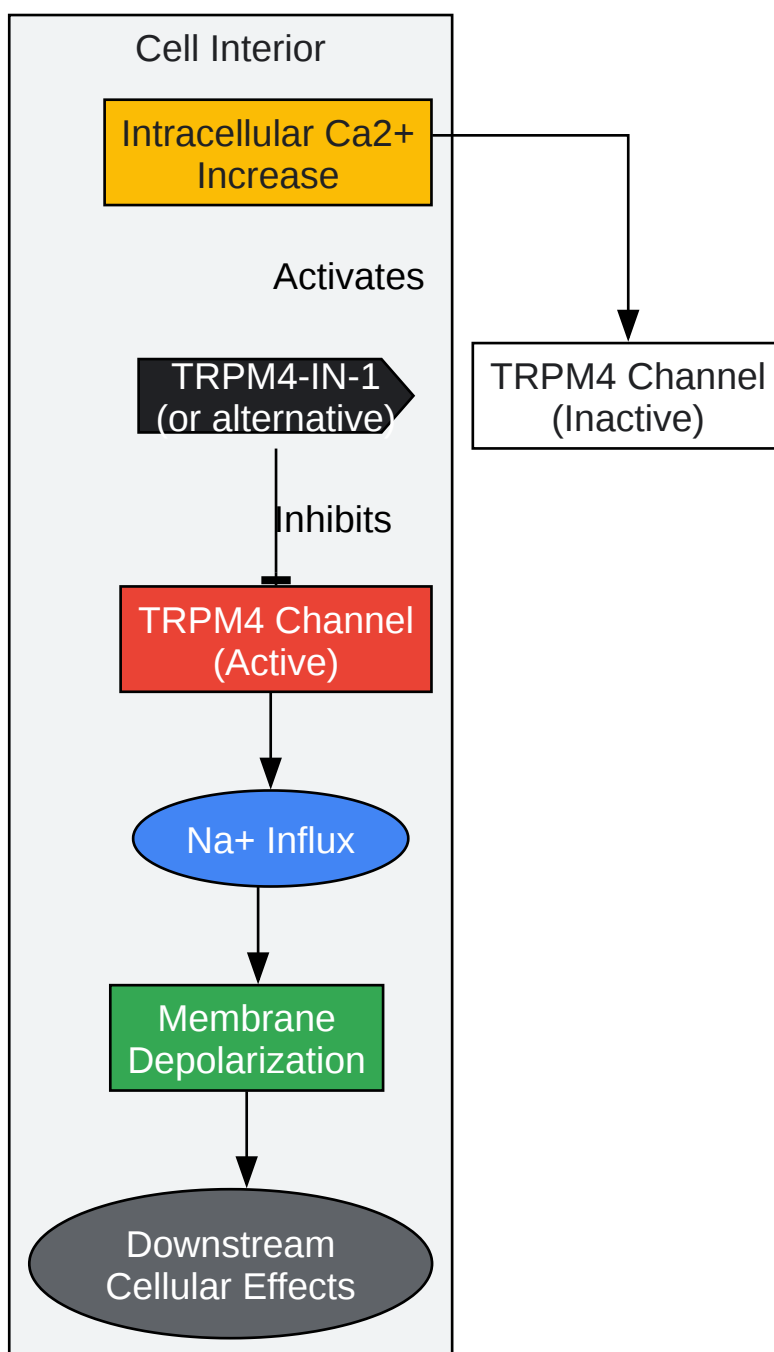 Cell Interior
Intracellular Ca2+
Increase
Activates
TRPM4-IN-1
(or alternative)
TRPM4 Channel
(Inactive)
Inhibits
TRPM4 Channel
(Active)
Na+ Influx
Membrane
Depolarization
Downstream
Cellular Effects